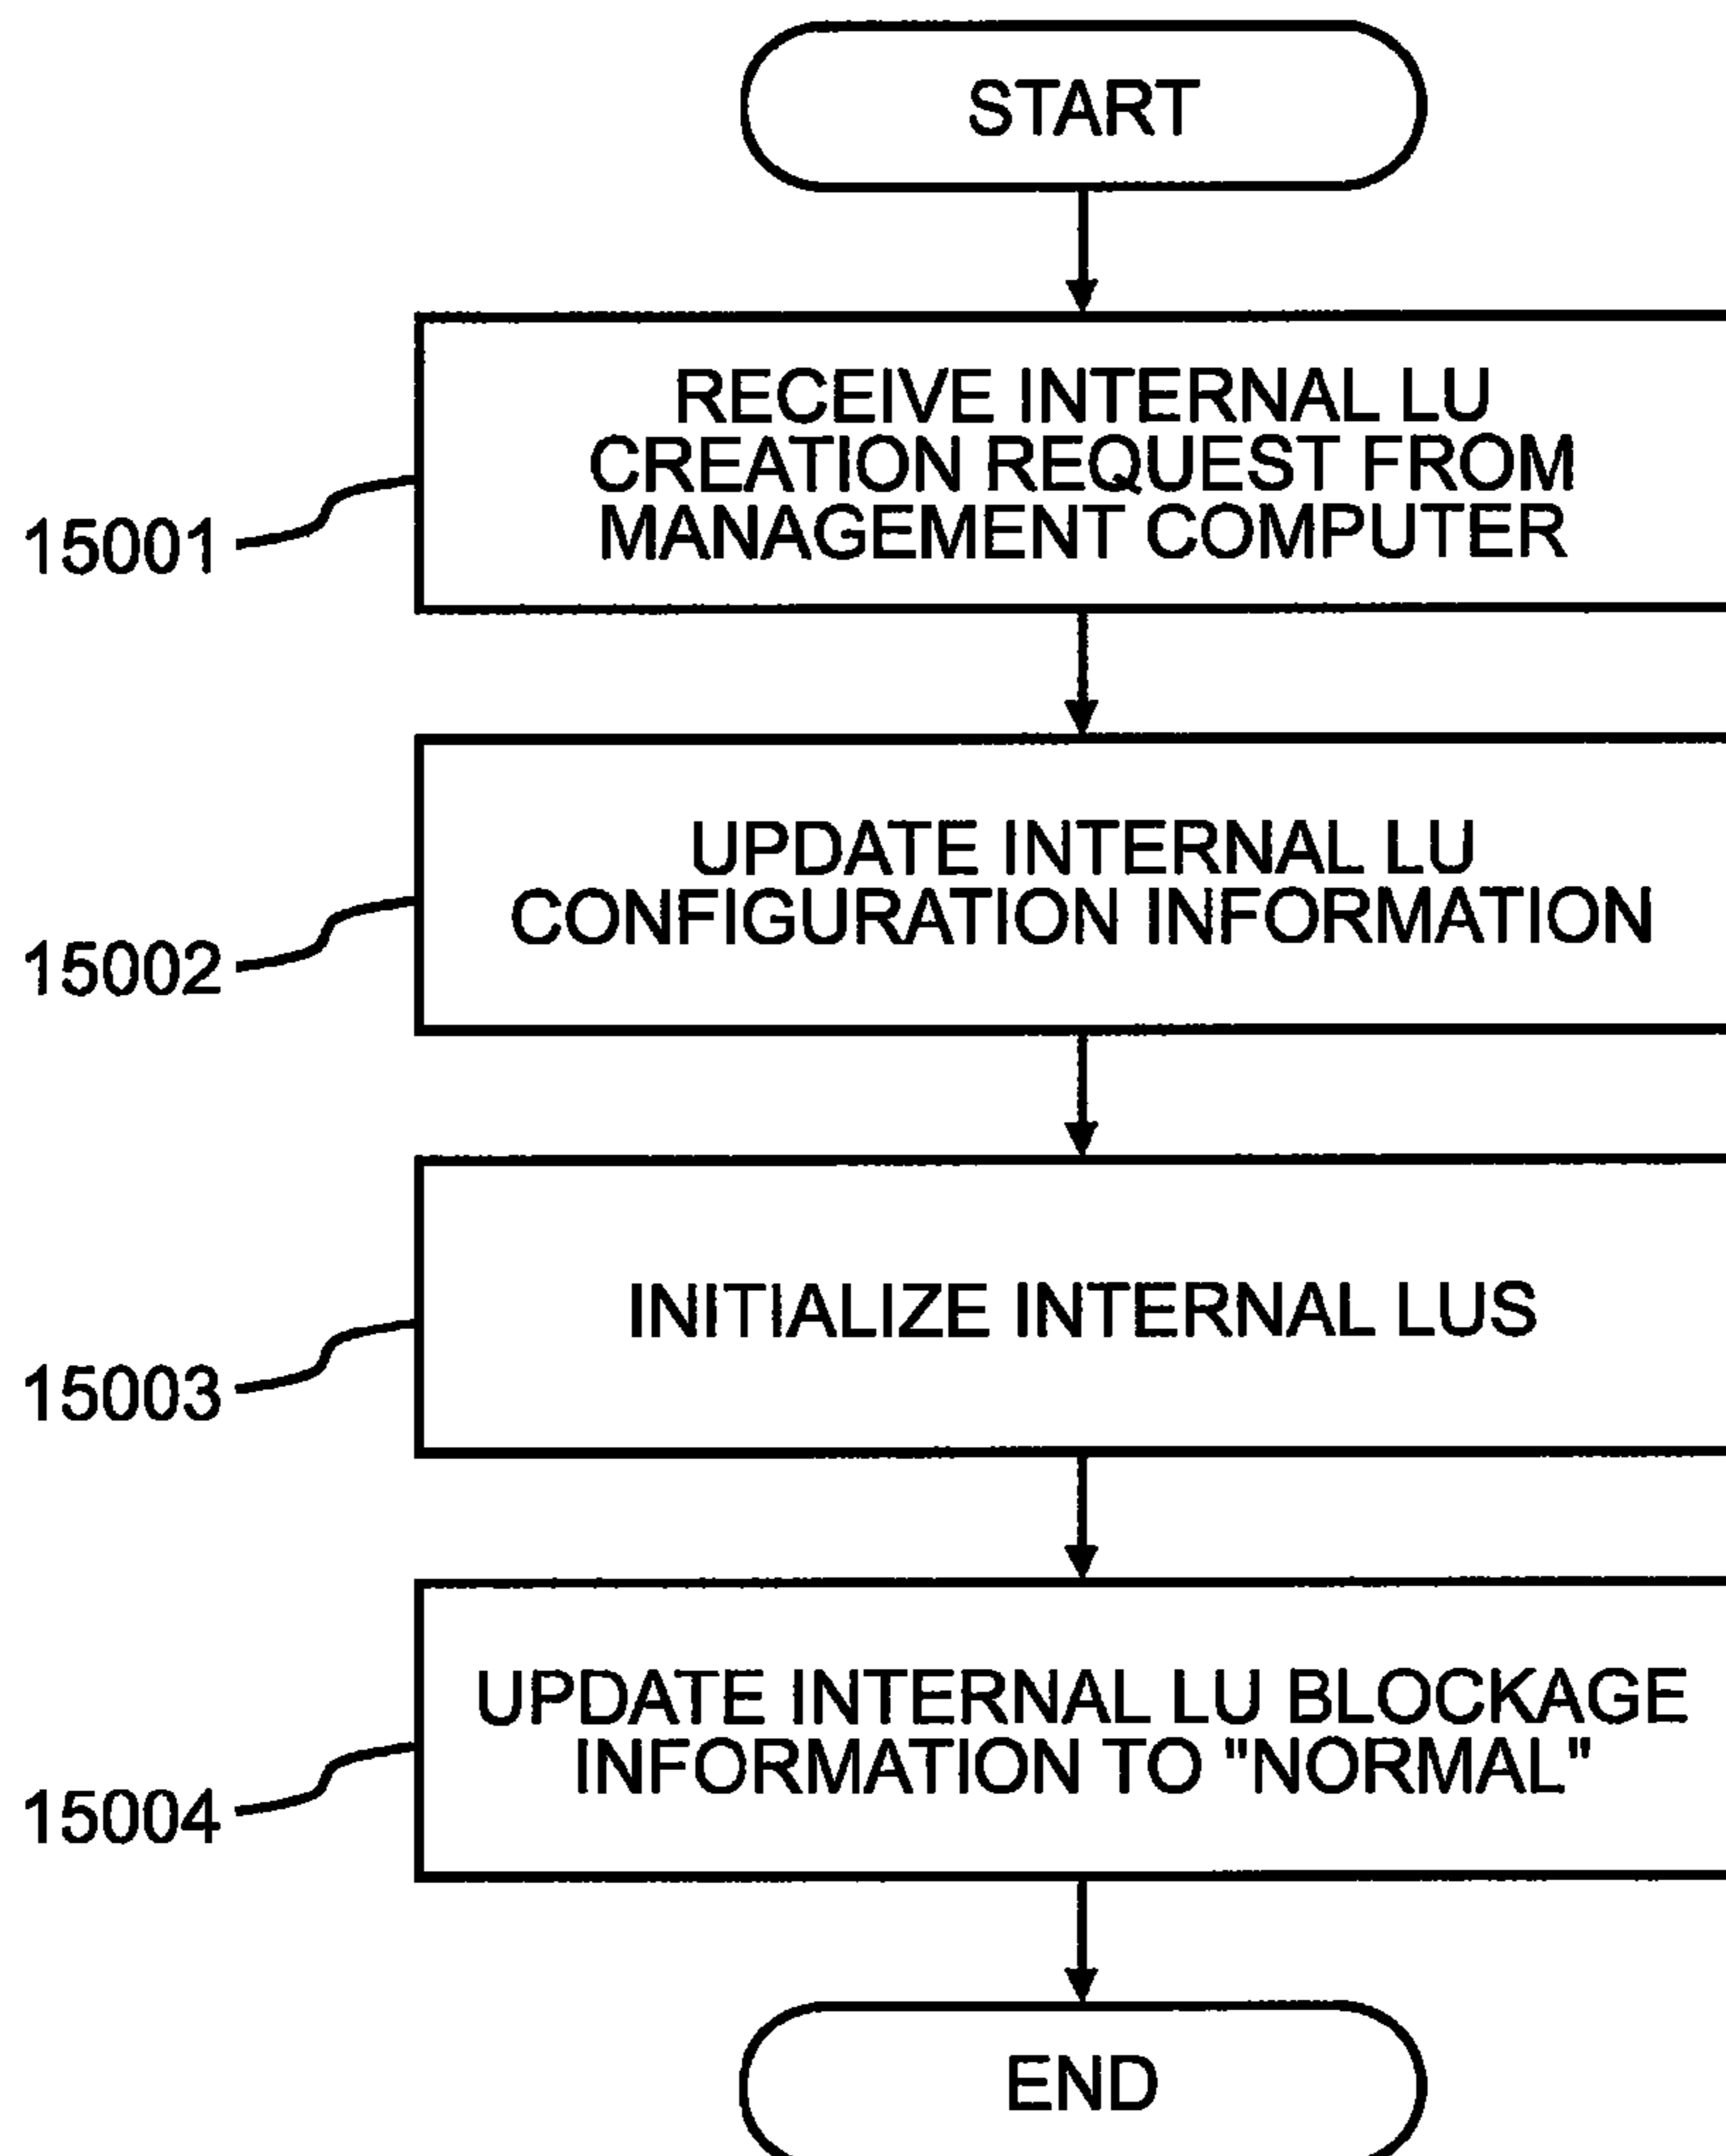 START
RECEIVE INTERNAL LU
CREATION REQUEST FROM
MANAGEMENT COMPUTER
15001
UPDATE INTERNAL LU
CONFIGURATION INFORMATION
15002
INITIALIZE INTERNAL LUS
15003
UPDATE INTERNAL LU BLOCKAGE
INFORMATION TO "NORMAL"
15004
END